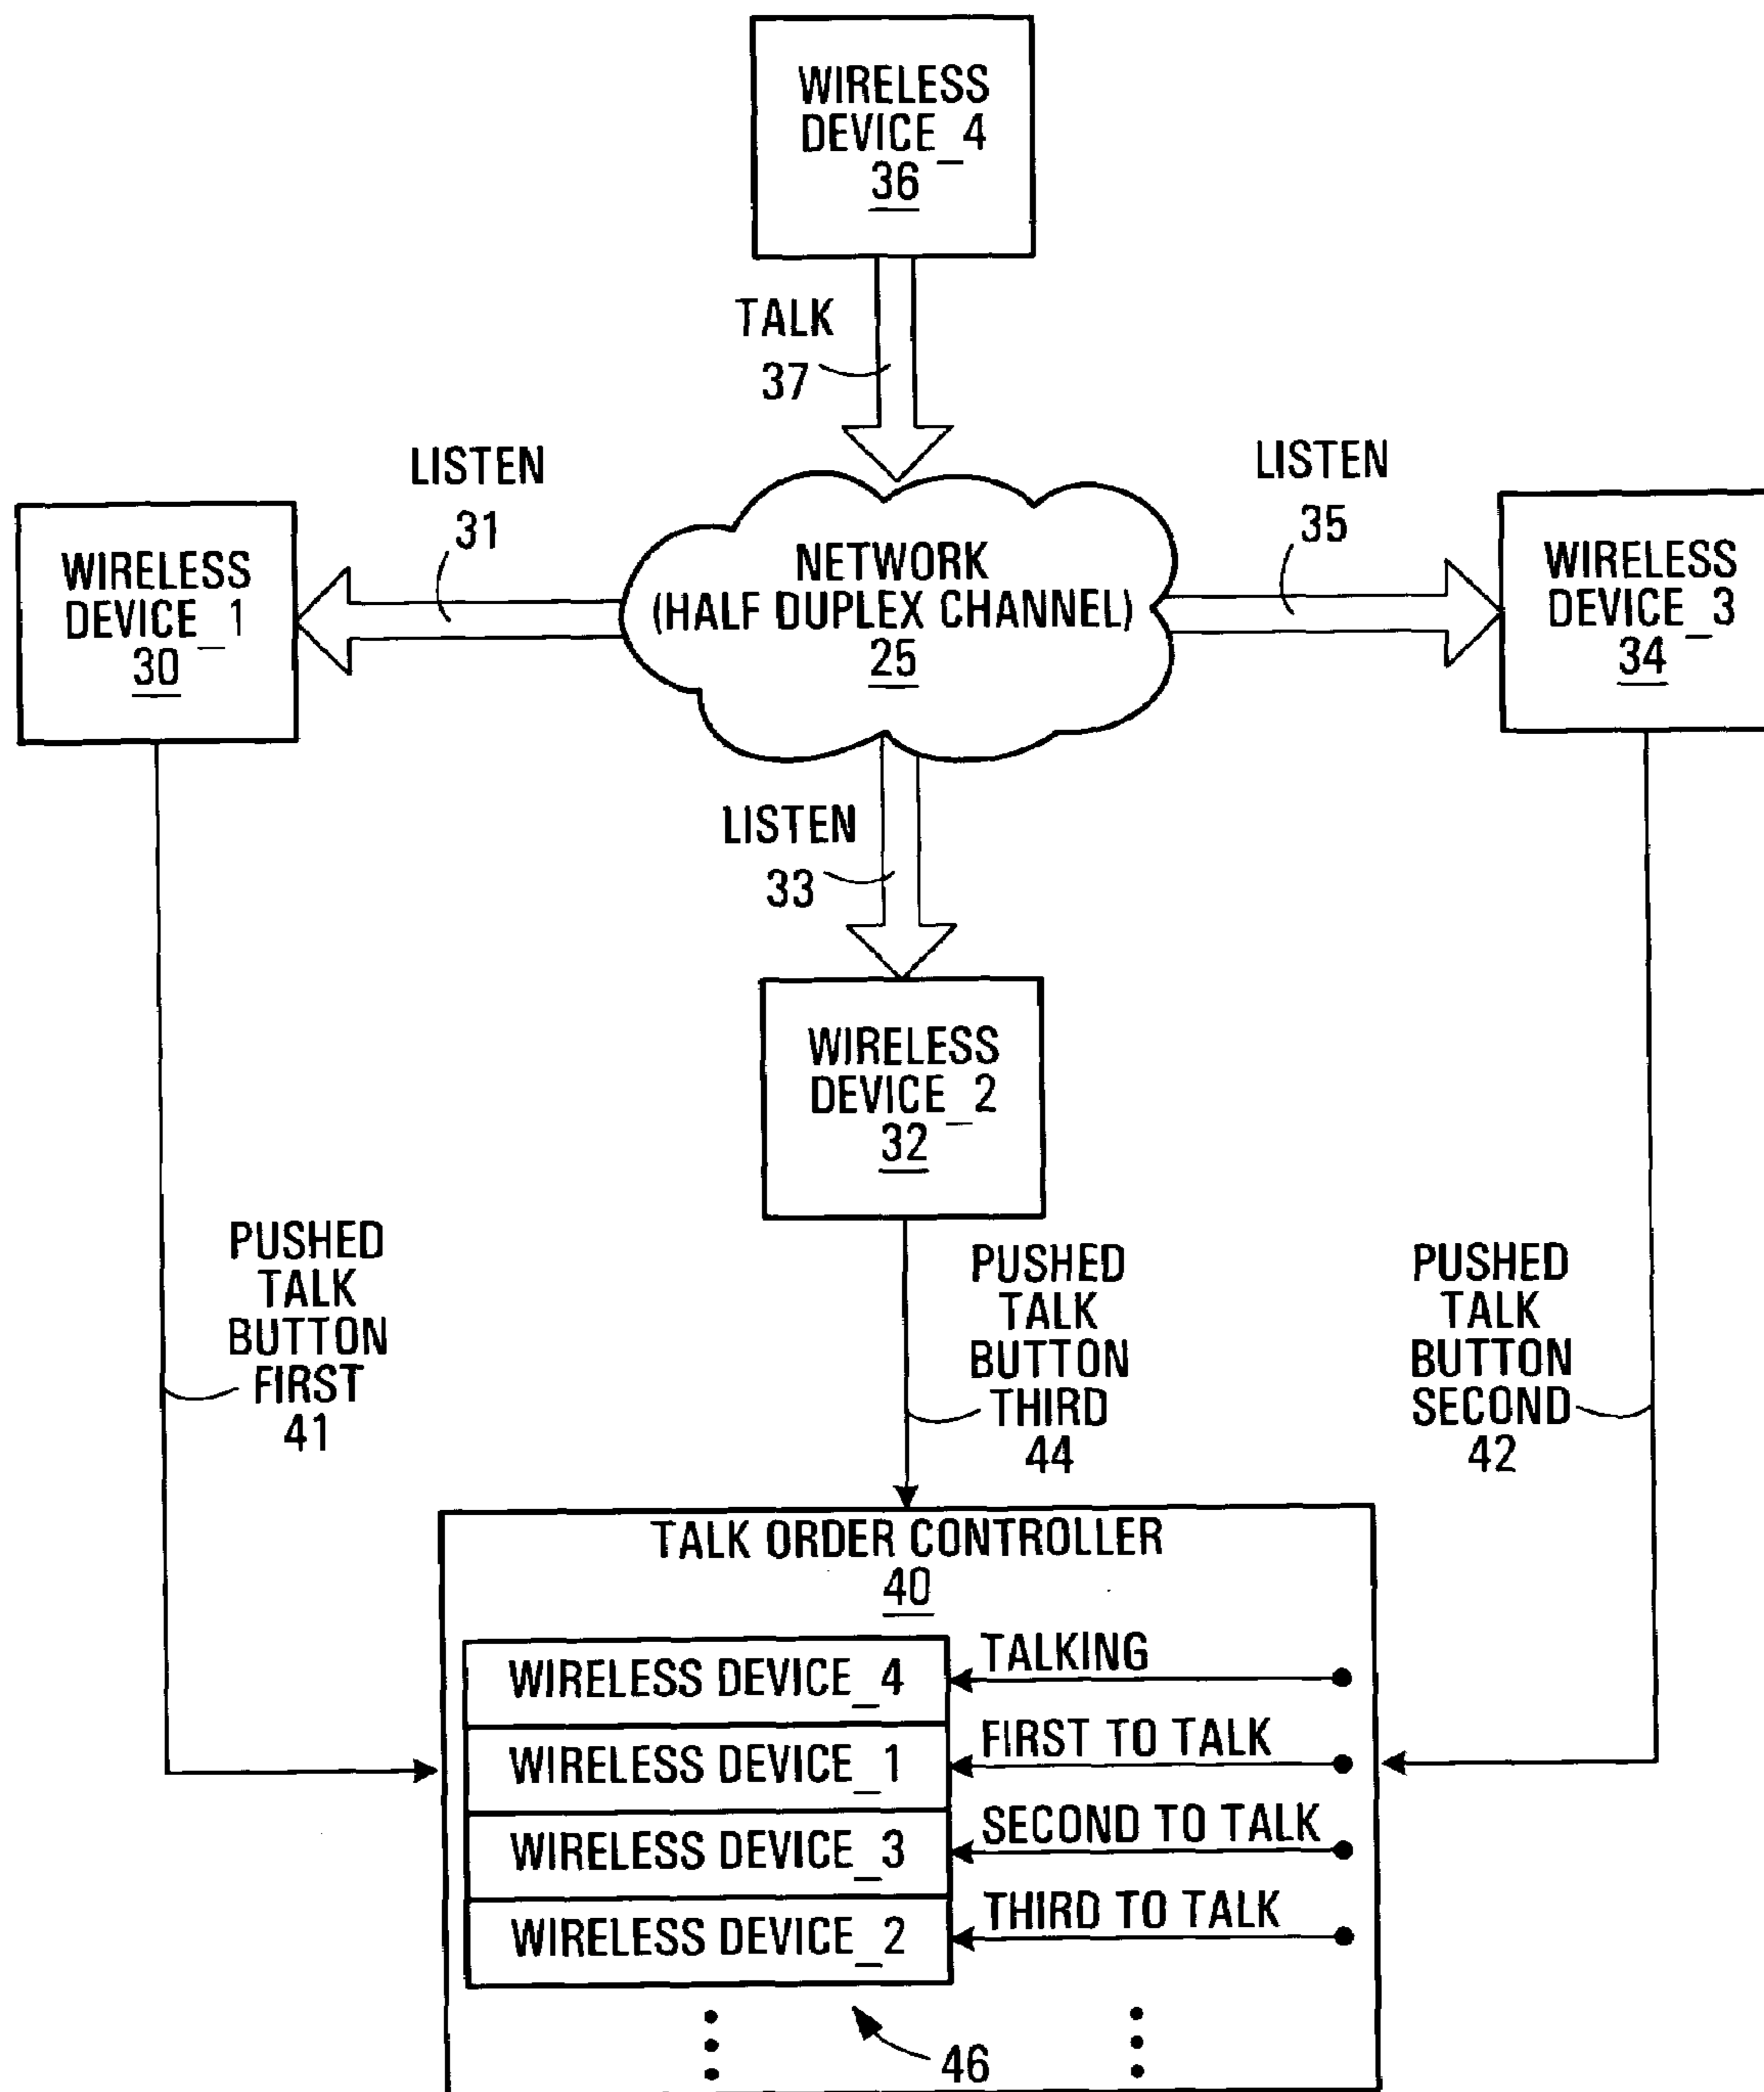 WIRELESS
DEVICE_4
36
TALK
37
LISTEN
31
LISTEN
35
WIRELESS
DEVICE_1
30
NETWORK
(HALF DUPLEX CHANNEL)
25
WIRELESS
DEVICE_3
34
LISTEN
33
WIRELESS
DEVICE_2
32
PUSHED
TALK
BUTTON
FIRST
41
PUSHED
TALK
BUTTON
THIRD
44
PUSHED
TALK
BUTTON
SECOND
42
TALK ORDER CONTROLLER
40
WIRELESS DEVICE_4
TALKING
WIRELESS DEVICE_1
FIRST TO TALK
WIRELESS DEVICE_3
SECOND TO TALK
WIRELESS DEVICE_2
THIRD TO TALK
46